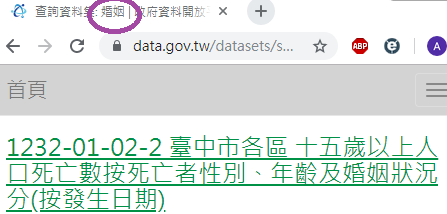 查詢資料集: 婚姻 | 政府資料開放
data.gov.tw/datasets/s...
ABP
E
A
首頁
1232-01-02-2 臺中市各區 十五歲以上人
口死亡數按死亡者性別、年齡及婚姻狀況
分(按發生日期)